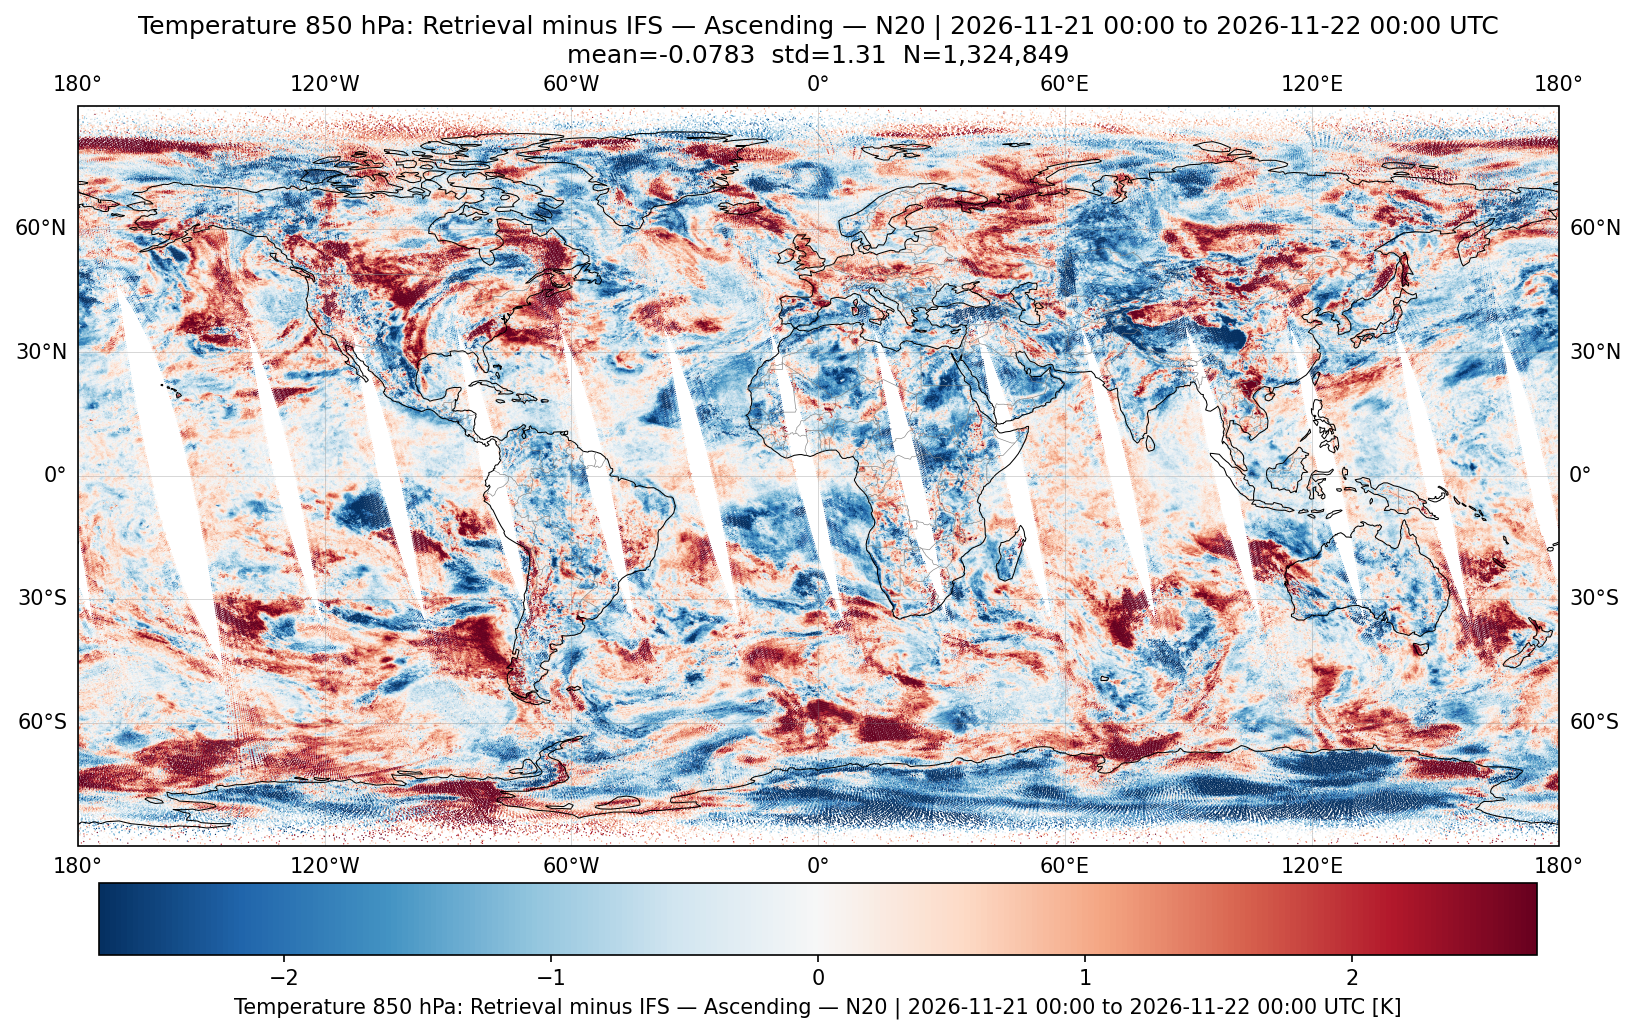 Temperature 850 hPa: Retrieval minus IFS — Ascending — N20 | 2026-11-21 00:00 to 2026-11-22 00:00 UTC
mean=-0.0783 std=1.31 N=1,324,849
180° 120°W 60°W 0° 60°E 120°E 180°
60°N 60°N
30°N 30°N
0° 0°
30°S 30°S
60°S 60°S
180° 120°W 60°W 0° 60°E 120°E 180°
−2 −1 0 1 2
Temperature 850 hPa: Retrieval minus IFS — Ascending — N20 | 2026-11-21 00:00 to 2026-11-22 00:00 UTC [K]